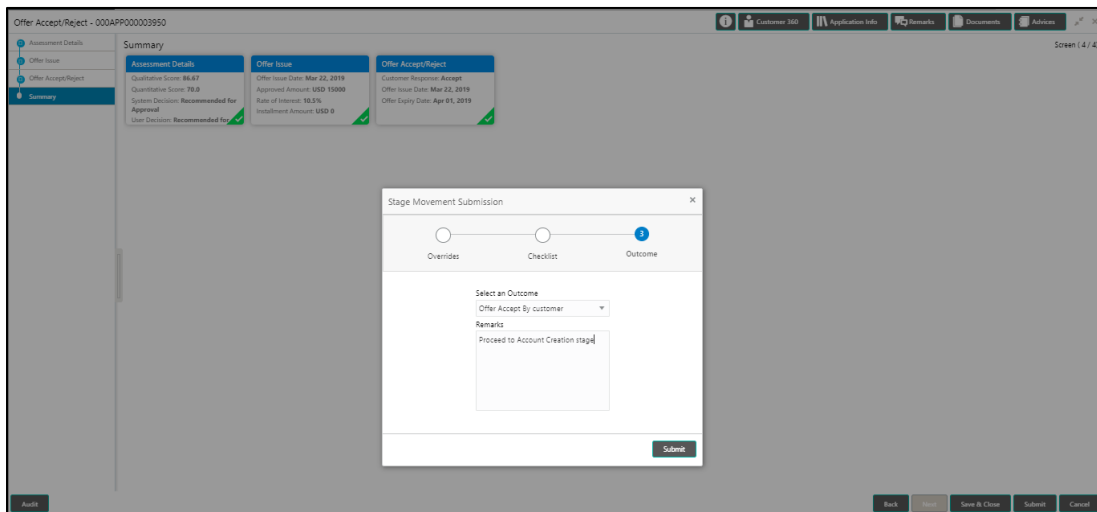 Offer Accept/Reject - 000APP000003950
i Customer 360 Application Info Remarks Documents Advices
Assessment Details
Offer Issue
Offer Accept/Reject
Summary
Summary
Screen ( 4 / 4
Assessment Details
Qualitative Score: 86.67
Quantitative Score: 70.0
System Decision: Recommended for
Approval
User Decision: Recommended for
Offer Issue
Offer Issue Date: Mar 22, 2019
Approved Amount: USD 15000
Rate of Interest: 10.5%
Installment Amount: USD 0
Offer Accept/Reject
Customer Response: Accept
Offer Issue Date: Mar 22, 2019
Offer Expiry Date: Apr 01, 2019
Stage Movement Submission
3
Overrides Checklist Outcome
Select an Outcome
Offer Accept By customer
Remarks
Proceed to Account Creation stage
Submit
Audit Back Next Save & Close Submit Cancel